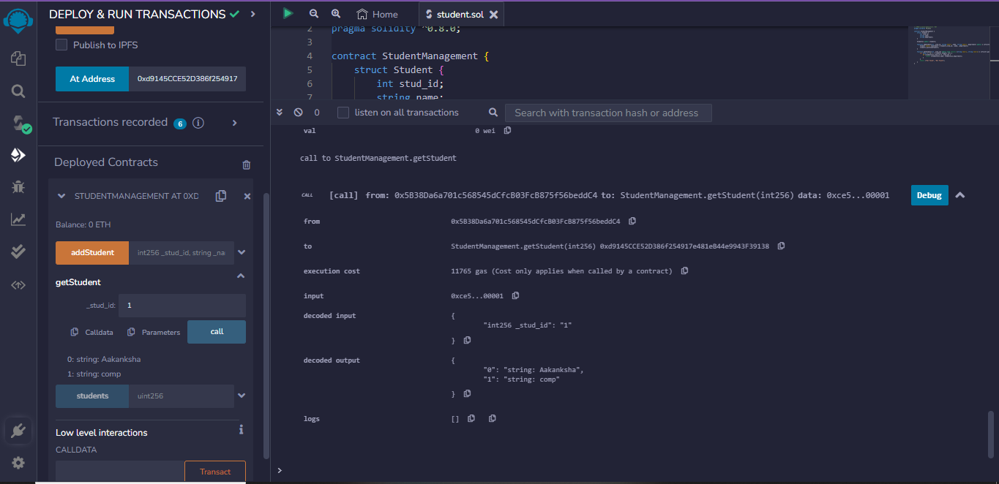 DEPLOY & RUN TRANSACTIONS
Publish to IPFS
At Address
0xd9145CCE52D386f254917
Transactions recorded
6
Deployed Contracts
STUDENTMANAGEMENT AT 0XD
Balance: 0 ETH
addStudent
int256 _stud_id, string _na
getStudent
_stud_id:
1
Calldata
Parameters
call
0: string: Aakanksha
1: string: comp
students
uint256
Low level interactions
i
CALLDATA
Transact
Home
student.sol
2 pragma solidity ^0.8.0;
3
4 contract StudentManagement {
5 struct Student {
6 int stud_id;
7 string name;
0
listen on all transactions
Search with transaction hash or address
val 0 wei
call to StudentManagement.getStudent
CALL [call] from: 0x5B38Da6a701c568545dCfcB03FcB875f56beddC4 to: StudentManagement.getStudent(int256) data: 0xce5...00001
Debug
from 0x5B38Da6a701c568545dCfcB03FcB875f56beddC4
to StudentManagement.getStudent(int256) 0xd9145CCE52D386f254917e481eB44e9943F39138
execution cost 11765 gas (Cost only applies when called by a contract)
input 0xce5...00001
decoded input {
"int256 _stud_id": "1"
}
decoded output {
"0": "string: Aakanksha",
"1": "string: comp"
}
logs []
>